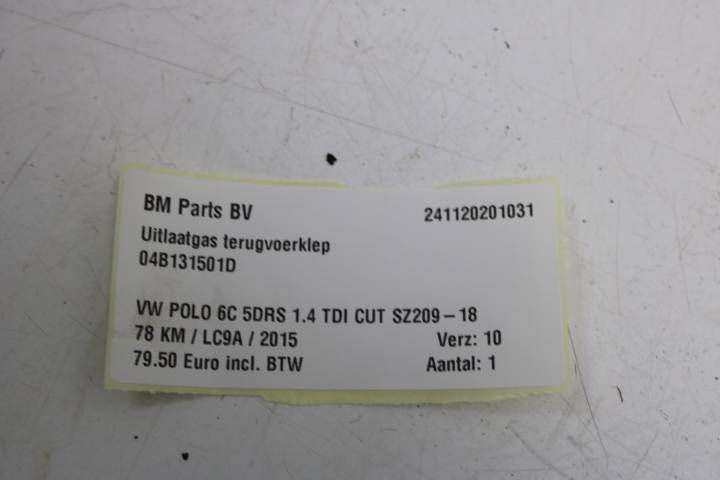 BM Parts BV 241120201031
Uitlaatgas terugvoerklep
04B131501D
VW POLO 6C 5DRS 1.4 TDI CUT SZ209-18
78 KM / LC9A / 2015 Verz: 10
79.50 Euro incl. BTW Aantal: 1